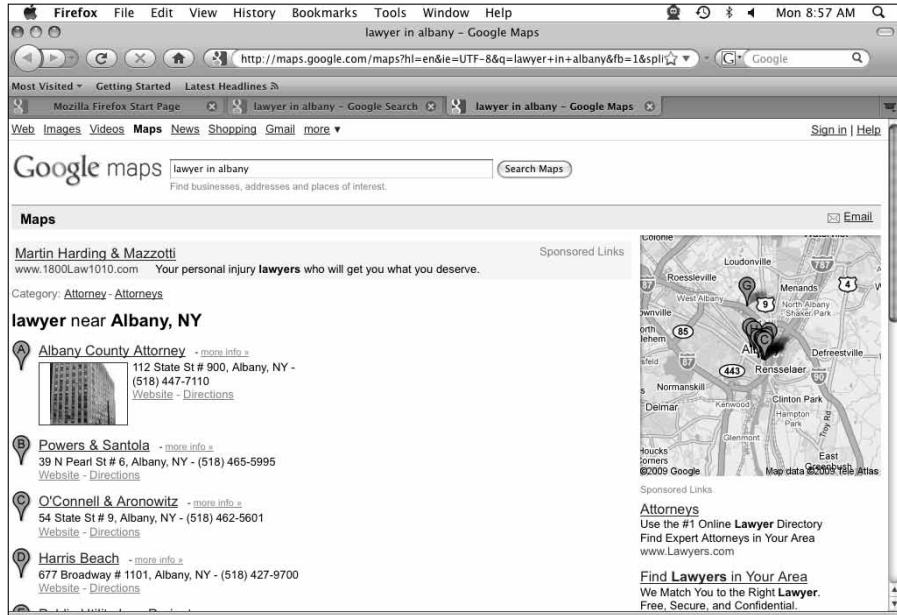 Firefox File Edit View History Bookmarks Tools Window Help Mon 8:57 AM
lawyer in albany – Google Maps
http://maps.google.com/maps?hl=en&ie=UTF-8&q=lawyer+in+albany&fb=1&spli
G Google
Most Visited Getting Started Latest Headlines
Mozilla Firefox Start Page lawyer in albany – Google Search lawyer in albany – Google Maps
Web Images Videos Maps News Shopping Gmail more ▼ Sign in | Help
Google maps lawyer in albany Search Maps
Find businesses, addresses and places of interest.
Maps Email
Martin Harding & Mazzotti Sponsored Links
www.1800Law1010.com Your personal injury lawyers who will get you what you deserve.
Category: Attorney - Attorneys
lawyer near Albany, NY
A Albany County Attorney - more info »
112 State St # 900, Albany, NY -
(518) 447-7110
Website - Directions
B Powers & Santola - more info »
39 N Pearl St # 6, Albany, NY - (518) 465-5995
Website - Directions
C O'Connell & Aronowitz - more info »
54 State St # 9, Albany, NY - (518) 462-5601
Website - Directions
D Harris Beach - more info »
677 Broadway # 1101, Albany, NY - (518) 427-9700
Website - Directions
Colonie
Loudonville
787
87
Roessleville
Menands
4
G
West Albany
9
North Albany
Shaker Park
85
C
Defreestville
443
Rensselaer
90
87
Normanskill
Clinton Park
Delmar
Kenwood
Hampton
Park
Troy Rd
Glenmont
East
Greenbush
©2009 Google Map data ©2009 Tele Atlas
Sponsored Links
Attorneys
Use the #1 Online Lawyer Directory
Find Expert Attorneys in Your Area
www.Lawyers.com
Find Lawyers in Your Area
We Match You to the Right Lawyer.
Free, Secure, and Confidential.